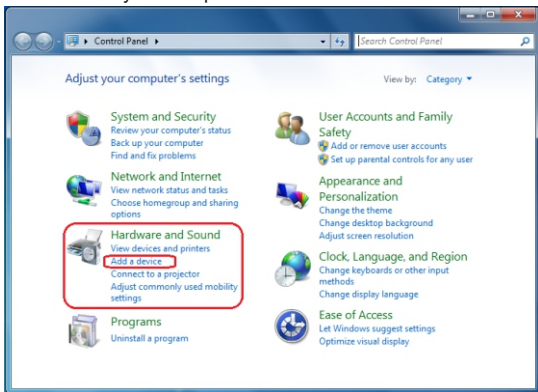 Control Panel
Search Control Panel
Adjust your computer's settings
View by: Category
System and Security
Review your computer's status
Back up your computer
Find and fix problems
Network and Internet
View network status and tasks
Choose homegroup and sharing
options
Hardware and Sound
View devices and printers
Add a device
Connect to a projector
Adjust commonly used mobility
settings
Programs
Uninstall a program
User Accounts and Family
Safety
Add or remove user accounts
Set up parental controls for any user
Appearance and
Personalization
Change the theme
Change desktop background
Adjust screen resolution
Clock, Language, and Region
Change keyboards or other input
methods
Change display language
Ease of Access
Let Windows suggest settings
Optimize visual display